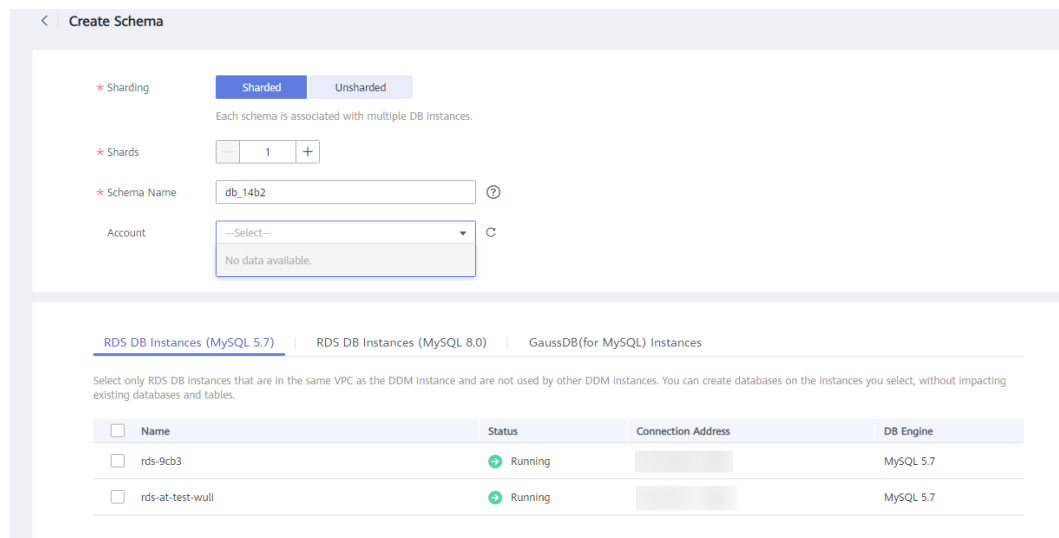 Create Schema
* Sharding
Sharded
Unsharded
Each schema is associated with multiple DB instances.
* Shards
1
* Schema Name
db_14b2
Account
--Select--
No data available.
RDS DB Instances (MySQL 5.7)
RDS DB Instances (MySQL 8.0)
GaussDB(for MySQL) Instances
Select only RDS DB instances that are in the same VPC as the DDM instance and are not used by other DDM instances. You can create databases on the instances you select, without impacting
existing databases and tables.
Name Status Connection Address DB Engine
rds-9cb3 Running MySQL 5.7
rds-at-test-wuli Running MySQL 5.7